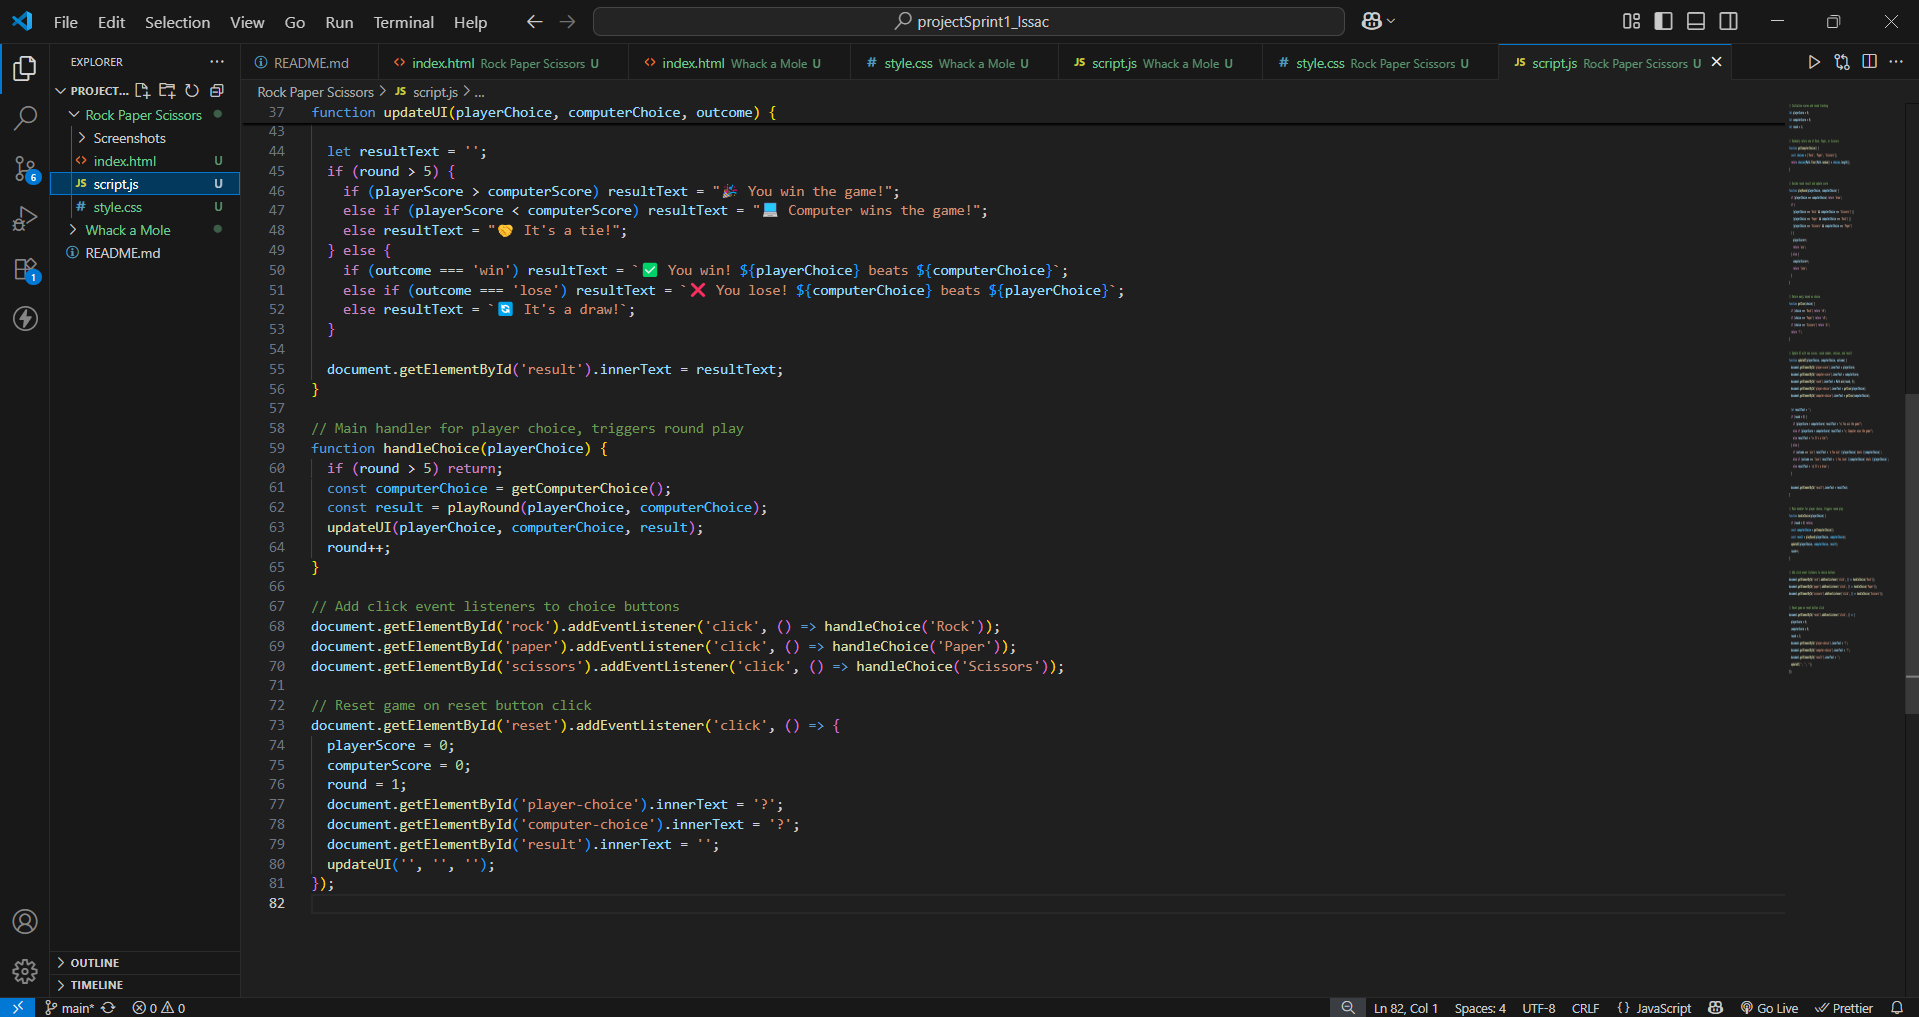 File Edit Selection View Go Run Terminal Help
projectSprint1_Issac
EXPLORER
PROJECT...
Rock Paper Scissors
Screenshots
index.html U
JS script.js U
# style.css U
Whack a Mole
README.md
OUTLINE
TIMELINE
6
1
README.md
index.html Rock Paper Scissors U
index.html Whack a Mole U
# style.css Whack a Mole U
JS script.js Whack a Mole U
# style.css Rock Paper Scissors U
JS script.js Rock Paper Scissors U
Rock Paper Scissors > JS script.js > ...
37 function updateUI(playerChoice, computerChoice, outcome) {
43
44 let resultText = '';
45 if (round > 5) {
46 if (playerScore > computerScore) resultText = "🎉 You win the game!";
47 else if (playerScore < computerScore) resultText = "💻 Computer wins the game!";
48 else resultText = "🤝 It's a tie!";
49 } else {
50 if (outcome === 'win') resultText = `✅ You win! ${playerChoice} beats ${computerChoice}`;
51 else if (outcome === 'lose') resultText = `❌ You lose! ${computerChoice} beats ${playerChoice}`;
52 else resultText = `🔄 It's a draw!`;
53 }
54
55 document.getElementById('result').innerText = resultText;
56 }
57
58 // Main handler for player choice, triggers round play
59 function handleChoice(playerChoice) {
60 if (round > 5) return;
61 const computerChoice = getComputerChoice();
62 const result = playRound(playerChoice, computerChoice);
63 updateUI(playerChoice, computerChoice, result);
64 round++;
65 }
66
67 // Add click event listeners to choice buttons
68 document.getElementById('rock').addEventListener('click', () => handleChoice('Rock'));
69 document.getElementById('paper').addEventListener('click', () => handleChoice('Paper'));
70 document.getElementById('scissors').addEventListener('click', () => handleChoice('Scissors'));
71
72 // Reset game on reset button click
73 document.getElementById('reset').addEventListener('click', () => {
74 playerScore = 0;
75 computerScore = 0;
76 round = 1;
77 document.getElementById('player-choice').innerText = '?';
78 document.getElementById('computer-choice').innerText = '?';
79 document.getElementById('result').innerText = '';
80 updateUI('', '', '');
81 });
82
main* 0 0 Ln 82, Col 1 Spaces: 4 UTF-8 CRLF {} JavaScript Go Live Prettier